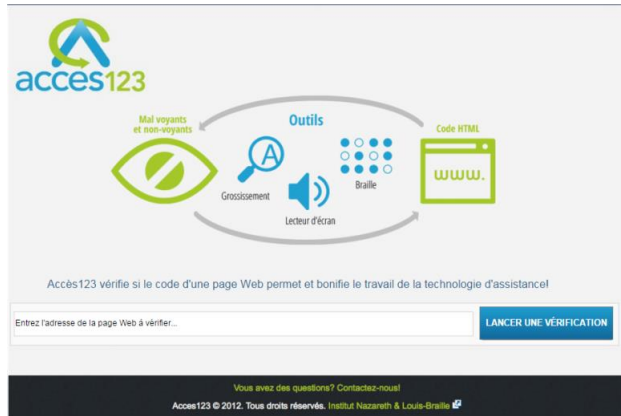 accès123
Mal voyants
et non-voyants
Outils
Code HTML
A
www.
Grossissement
Braille
Lecteur d'écran
Accès123 vérifie si le code d'une page Web permet et bonifie le travail de la technologie d'assistance!
Entrez l'adresse de la page Web à vérifier...
LANCER UNE VÉRIFICATION
Vous avez des questions? Contactez-nous!
Acces123 © 2012. Tous droits réservés. Institut Nazareth & Louis-Braille